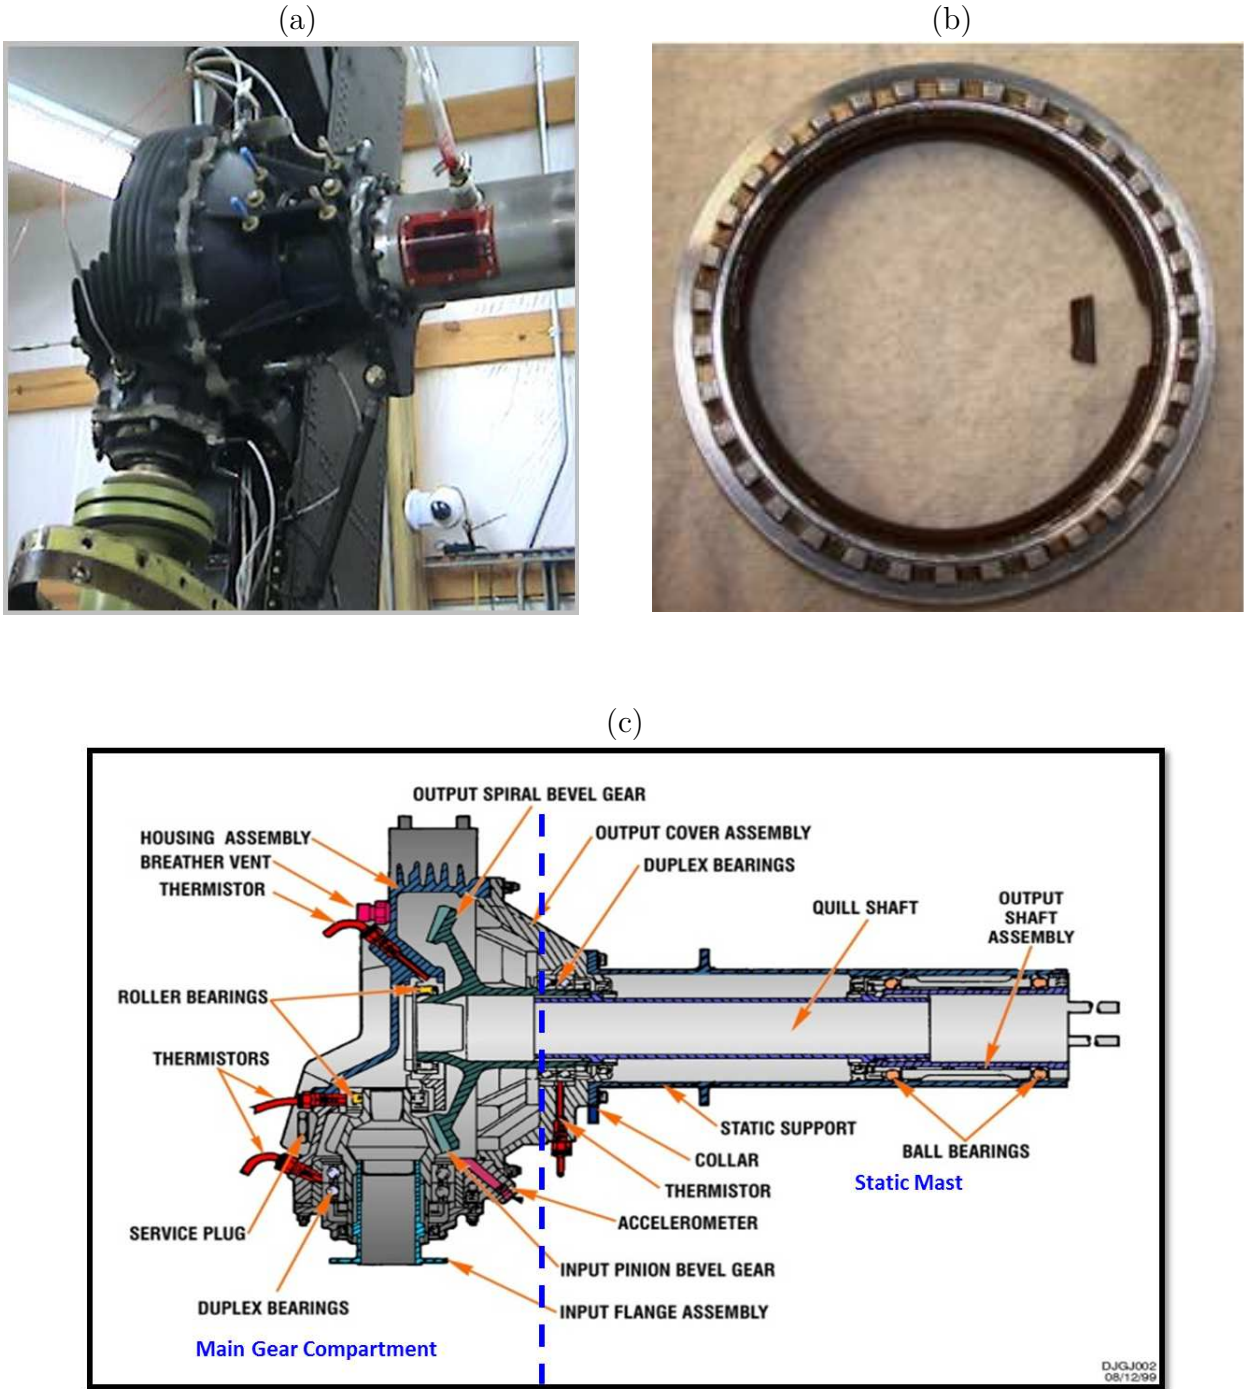 (a)
(b)
(c)
OUTPUT SPIRAL BEVEL GEAR
HOUSING ASSEMBLY
BREATHER VENT
THERMISTOR
OUTPUT COVER ASSEMBLY
DUPLEX BEARINGS
QUILL SHAFT
OUTPUT
SHAFT
ASSEMBLY
ROLLER BEARINGS
THERMISTORS
STATIC SUPPORT
COLLAR
THERMISTOR
BALL BEARINGS
Static Mast
ACCELEROMETER
SERVICE PLUG
INPUT PINION BEVEL GEAR
DUPLEX BEARINGS
INPUT FLANGE ASSEMBLY
Main Gear Compartment
DJGJ002
08/12/99